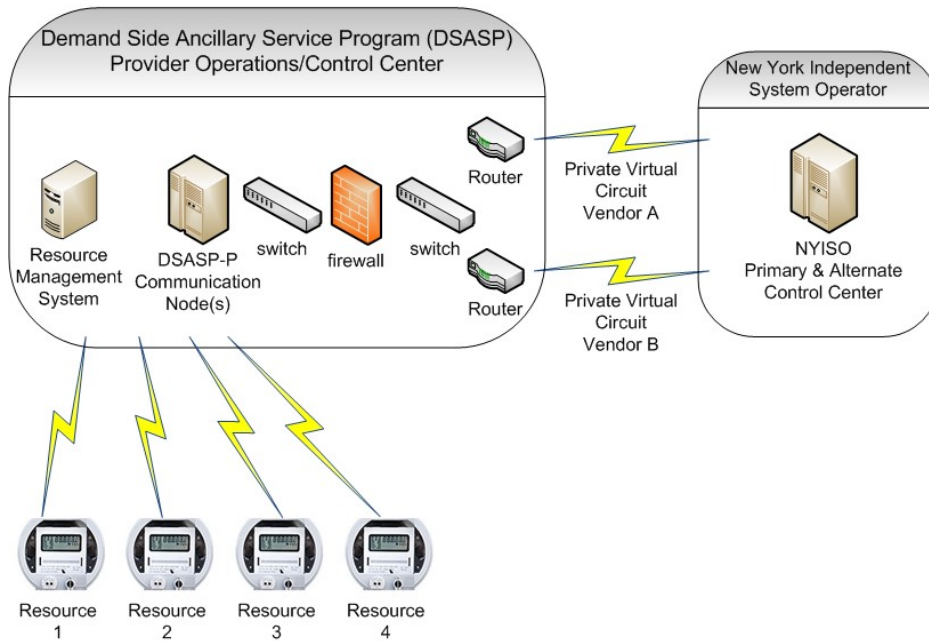 Demand Side Ancillary Service Program (DSASP)
Provider Operations/Control Center
New York Independent
System Operator
Router
Private Virtual
Circuit
Vendor A
Resource
Management
System
DSASP-P
Communication
Node(s)
switch
firewall
switch
Router
Private Virtual
Circuit
Vendor B
NYISO
Primary & Alternate
Control Center
Resource
1
Resource
2
Resource
3
Resource
4